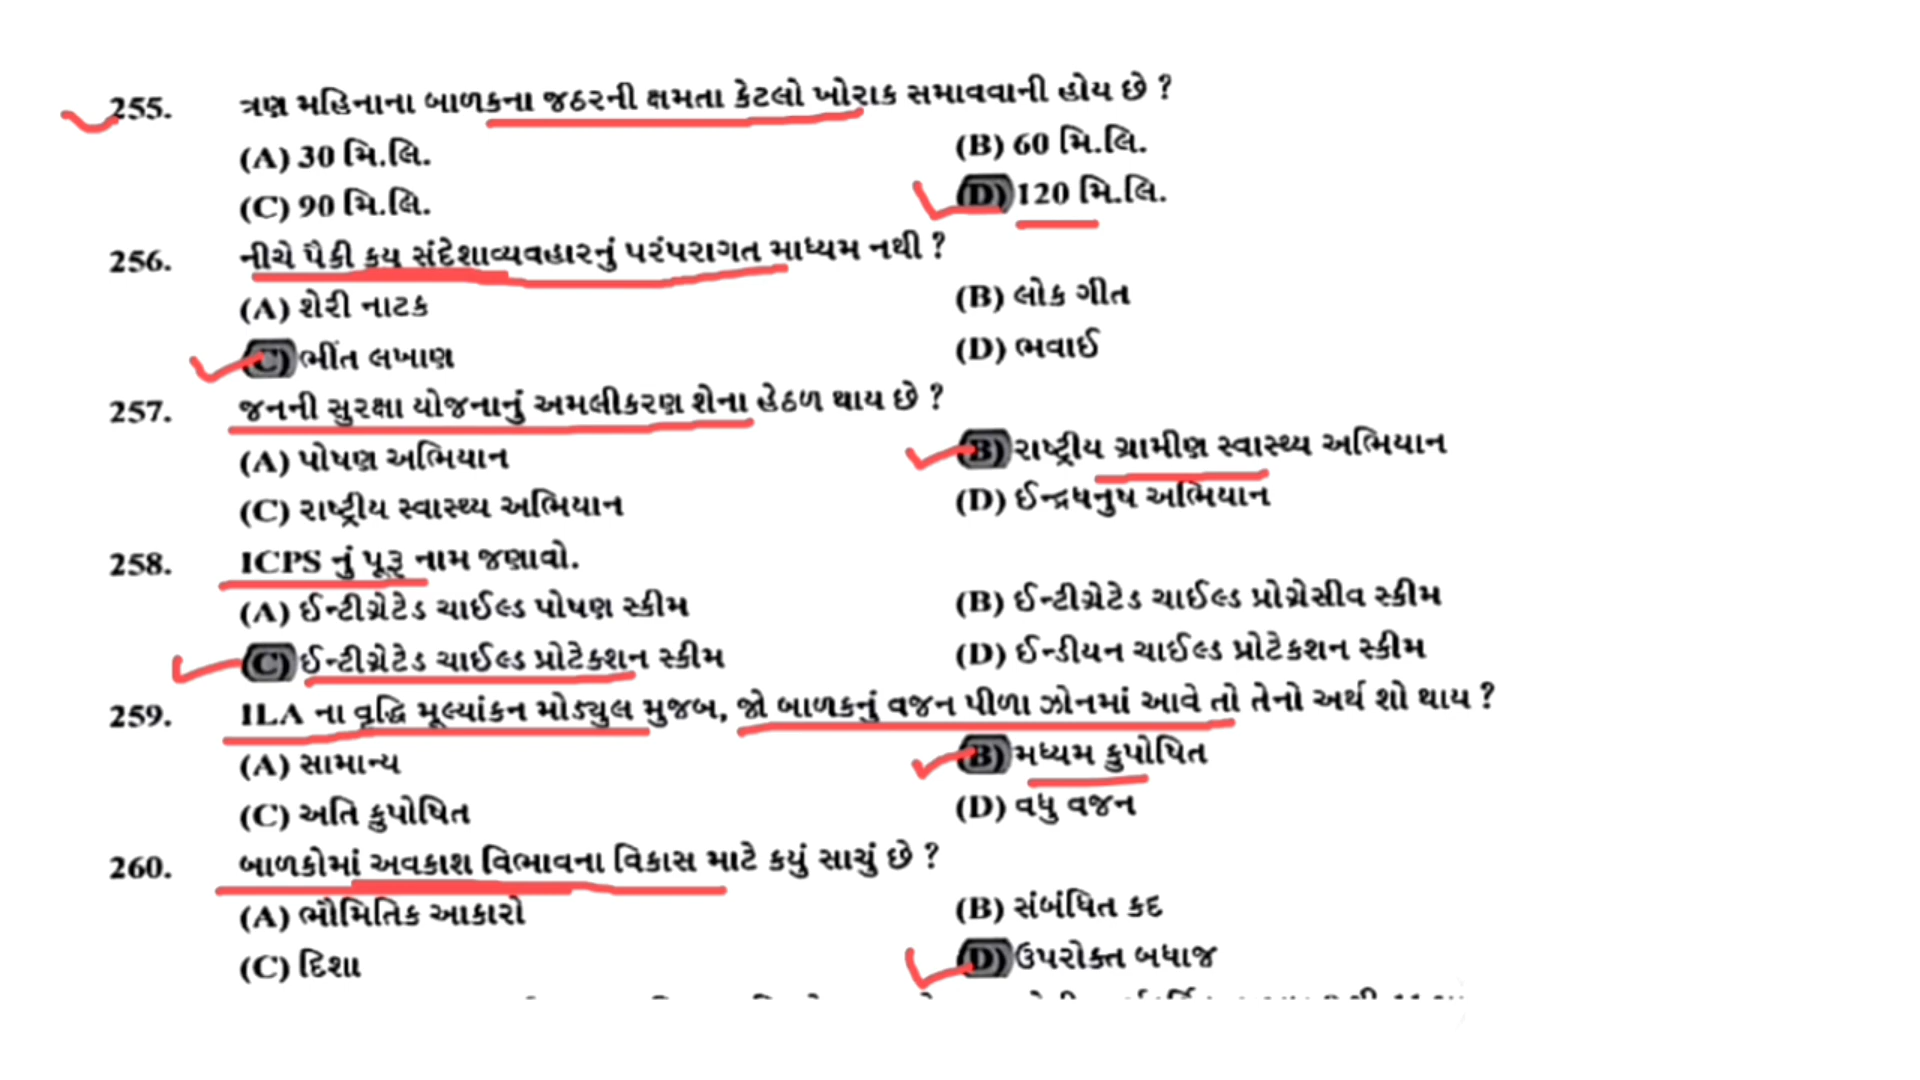 255. ત્રણ મહિનાના બાળકના જઠરની ક્ષમતા કેટલો ખોરાક સમાવવાની હોય છે ?
(A) 30 મિ.લિ. (B) 60 મિ.લિ.
(C) 90 મિ.લિ. (D) 120 મિ.લિ.
256. નીચે પૈકી કયુ સંદેશાવ્યવહારનું પરંપરાગત માધ્યમ નથી ?
(A) શેરી નાટક (B) લોક ગીત
(C) ભીંત લખાણ (D) ભવાઈ
257. જનની સુરક્ષા યોજનાનું અમલીકરણ શેના હેઠળ થાય છે ?
(A) પોષણ અભિયાન (B) રાષ્ટ્રીય ગ્રામીણ સ્વાસ્થ્ય અભિયાન
(C) રાષ્ટ્રીય સ્વાસ્થ્ય અભિયાન (D) ઈન્દ્રધનુષ અભિયાન
258. ICPS નું પૂરૂ નામ જણાવો.
(A) ઈન્ટીગ્રેટેડ ચાઈલ્ડ પોષણ સ્કીમ (B) ઈન્ટીગ્રેટેડ ચાઈલ્ડ પ્રોગ્રેસીવ સ્કીમ
(C) ઈન્ટીગ્રેટેડ ચાઈલ્ડ પ્રોટેક્શન સ્કીમ (D) ઈન્ડીયન ચાઈલ્ડ પ્રોટેકશન સ્કીમ
259. ILA ના વૃદ્ધિ મૂલ્યાંકન મોડ્યુલ મુજબ, જો બાળકનું વજન પીળા ઝોનમાં આવે તો તેનો અર્થ શો થાય ?
(A) સામાન્ય (B) મધ્યમ કુપોષિત
(C) અતિ કુપોષિત (D) વધુ વજન
260. બાળકોમાં અવકાશ વિભાવના વિકાસ માટે કયું સાચું છે ?
(A) ભૌમિતિક આકારો (B) સંબંધિત કદ
(C) દિશા (D) ઉપરોક્ત બધાજ